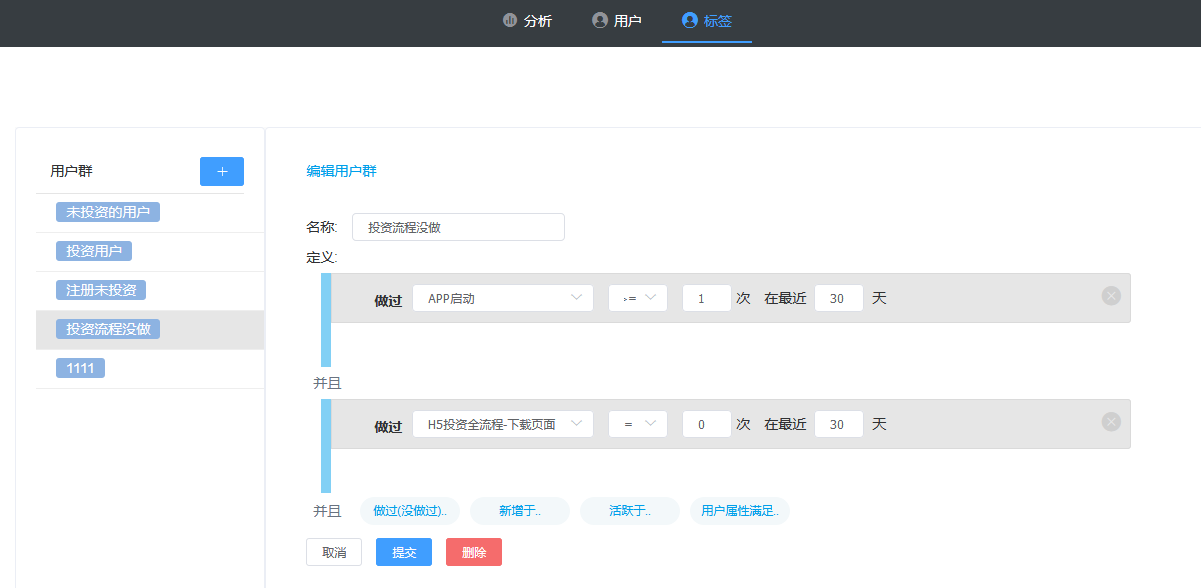 分析 用户 标签
用户群 +
未投资的用户
投资用户
注册未投资
投资流程没做
1111
编辑用户群
名称: 投资流程没做
定义:
做过 APP启动 >= 1 次 在最近 30 天
并且
做过 H5投资全流程-下载页面 = 0 次 在最近 30 天
并且 做过(没做过).. 新增于.. 活跃于.. 用户属性满足..
取消 提交 删除